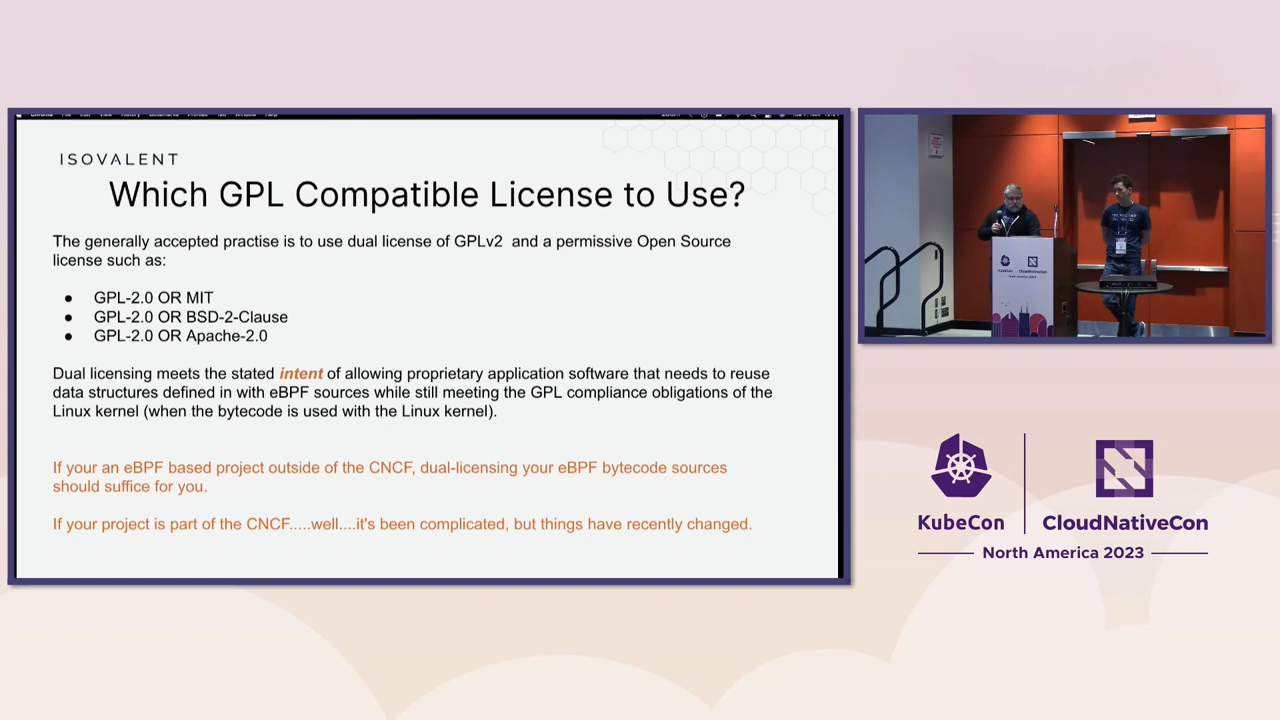 ISOVALENT
Which GPL Compatible License to Use?
The generally accepted practise is to use dual license of GPLv2 and a permissive Open Source
license such as:
● GPL-2.0 OR MIT
● GPL-2.0 OR BSD-2-Clause
● GPL-2.0 OR Apache-2.0
Dual licensing meets the stated intent of allowing proprietary application software that needs to reuse
data structures defined in with eBPF sources while still meeting the GPL compliance obligations of the
Linux kernel (when the bytecode is used with the Linux kernel).
If your an eBPF based project outside of the CNCF, dual-licensing your eBPF bytecode sources
should suffice for you.
If your project is part of the CNCF.....well....it's been complicated, but things have recently changed.
KubeCon CloudNativeCon
KubeCon CloudNativeCon
North America 2023